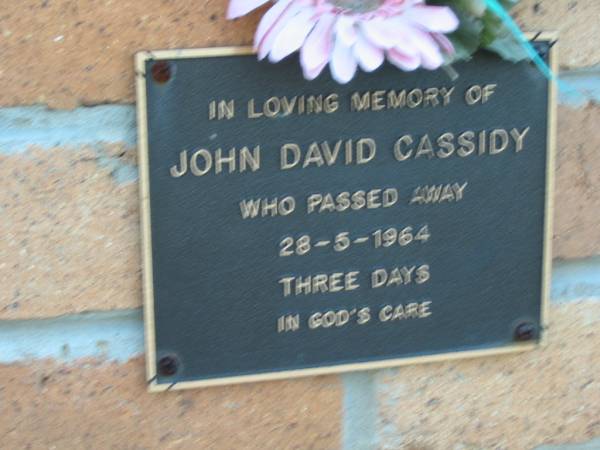 IN LOVING MEMORY OF
JOHN DAVID CASSIDY
WHO PASSED AWAY
28-5-1964
THREE DAYS
IN GOD'S CARE